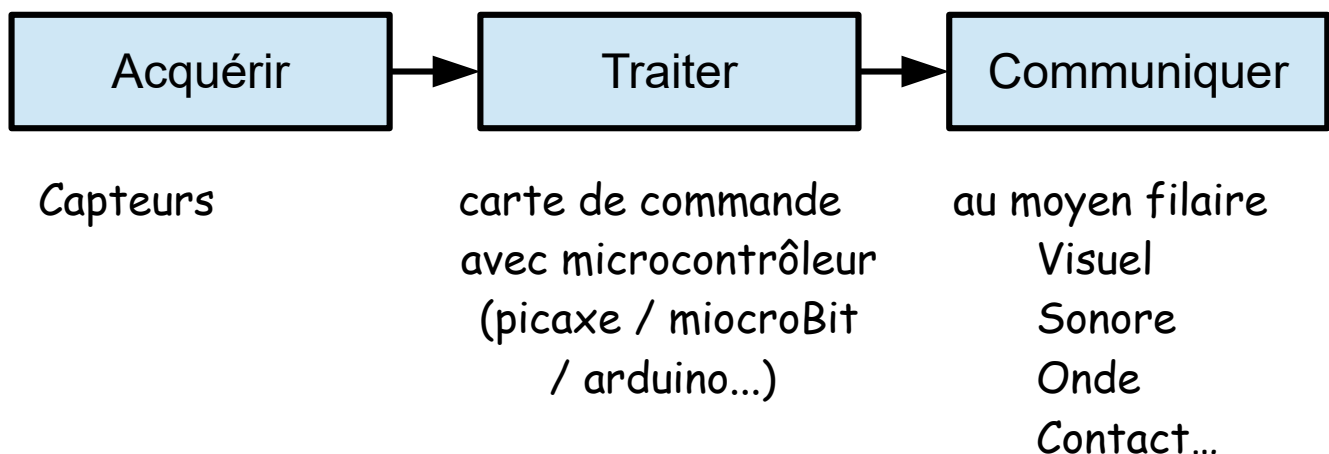 Acquérir
Traiter
Communiquer
Capteurs
carte de commande
avec microcontrôleur
(picaxe / miocroBit
/ arduino...)
au moyen filaire
Visuel
Sonore
Onde
Contact…